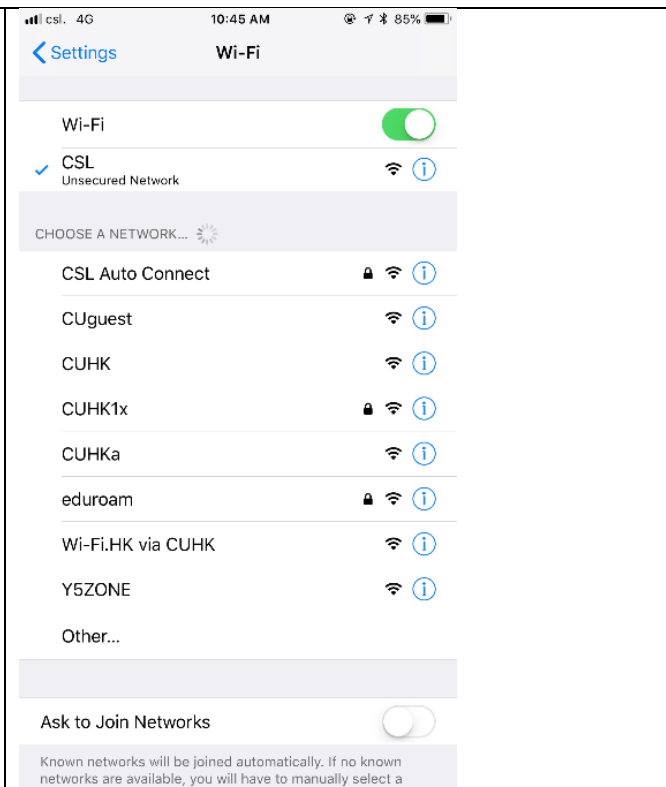 csl. 4G 10:45 AM 85%
Settings Wi-Fi
Wi-Fi
CSL
Unsecured Network
CHOOSE A NETWORK...
CSL Auto Connect
CUguest
CUHK
CUHK1x
CUHKa
eduroam
Wi-Fi.HK via CUHK
Y5ZONE
Other...
Ask to Join Networks
Known networks will be joined automatically. If no known
networks are available, you will have to manually select a